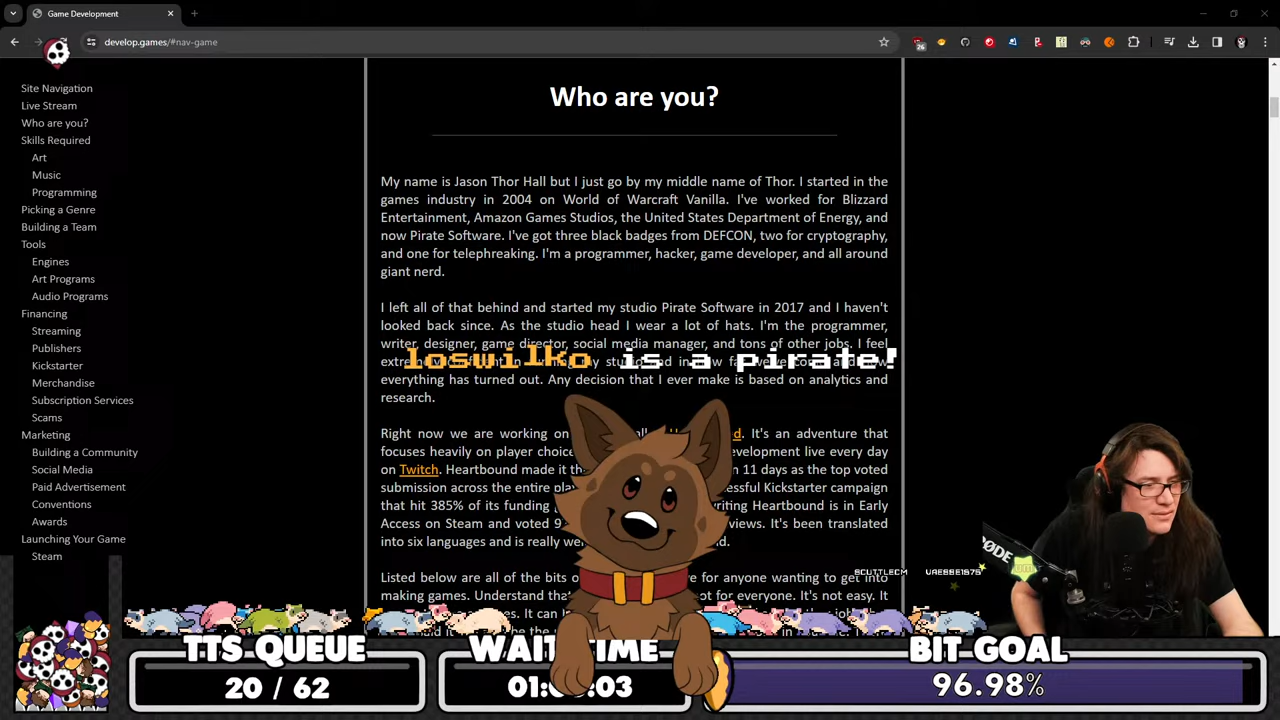 Game Development
develop.games/#nav-game
26
Site Navigation
Live Stream
Who are you?
Skills Required
Art
Music
Programming
Picking a Genre
Building a Team
Tools
Engines
Art Programs
Audio Programs
Financing
Streaming
Publishers
Kickstarter
Merchandise
Subscription Services
Scams
Marketing
Building a Community
Social Media
Paid Advertisement
Conventions
Awards
Launching Your Game
Steam
Who are you?
My name is Jason Thor Hall but I just go by my middle name of Thor. I started in the
games industry in 2004 on World of Warcraft Vanilla. I've worked for Blizzard
Entertainment, Amazon Games Studios, the United States Department of Energy, and
now Pirate Software. I've got three black badges from DEFCON, two for cryptography,
and one for telephreaking. I'm a programmer, hacker, game developer, and all around
giant nerd.
I left all of that behind and started my studio Pirate Software in 2017 and I haven't
looked back since. As the studio head I wear a lot of hats. I'm the programmer,
writer, designer, game director, social media manager, and tons of other jobs. I feel
loswilko is a pirate!
everything has turned out. Any decision that I ever make is based on analytics and
research.
Right now we are working on. It's an adventure that
focuses heavily on player choice development live every day
on Twitch. Heartbound made it 11 days as the top voted
submission across the entire Kickstarter campaign
that hit 385% of its funding writing Heartbound is in Early
Access on Steam and voted 9 views. It's been translated
into six languages and is really
Listed below are all of the bits for anyone wanting to get into
making games. Understand that not for everyone. It's not easy. It
SCUTTLECM
VAESSE1975
RØDE
TTS QUEUE
20 / 62
WAIT TIME
BIT GOAL
96.98%